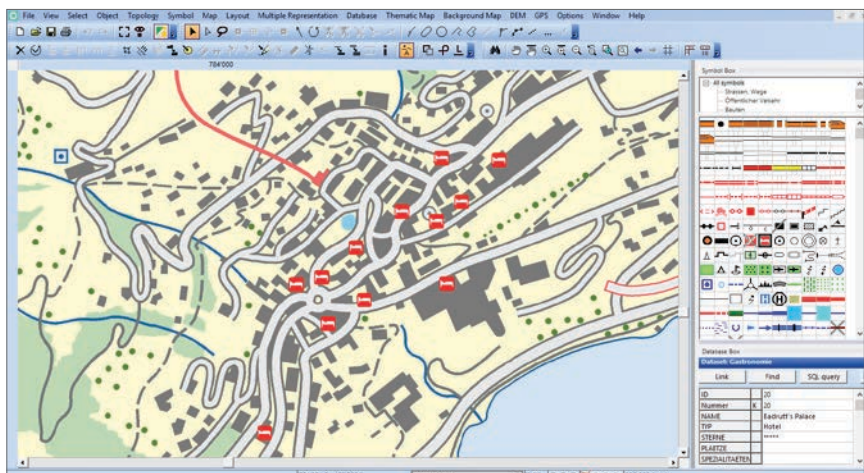 File View Select Object Topology Symbol Map Layout Multiple Representation Database Thematic Map Background Map DEM GPS Options Window Help
784'000
Symbol Box
All symbols
Strassen, Wege
Öffentlicher Verkehr
Bauten
Database Box
Dataset: Gastronomie
Link Find SQL query
ID 20
Nummer K 20
NAME Badrutt's Palace
TYP Hotel
STERNE *****
PLAETZE
SPEZIALITAETEN